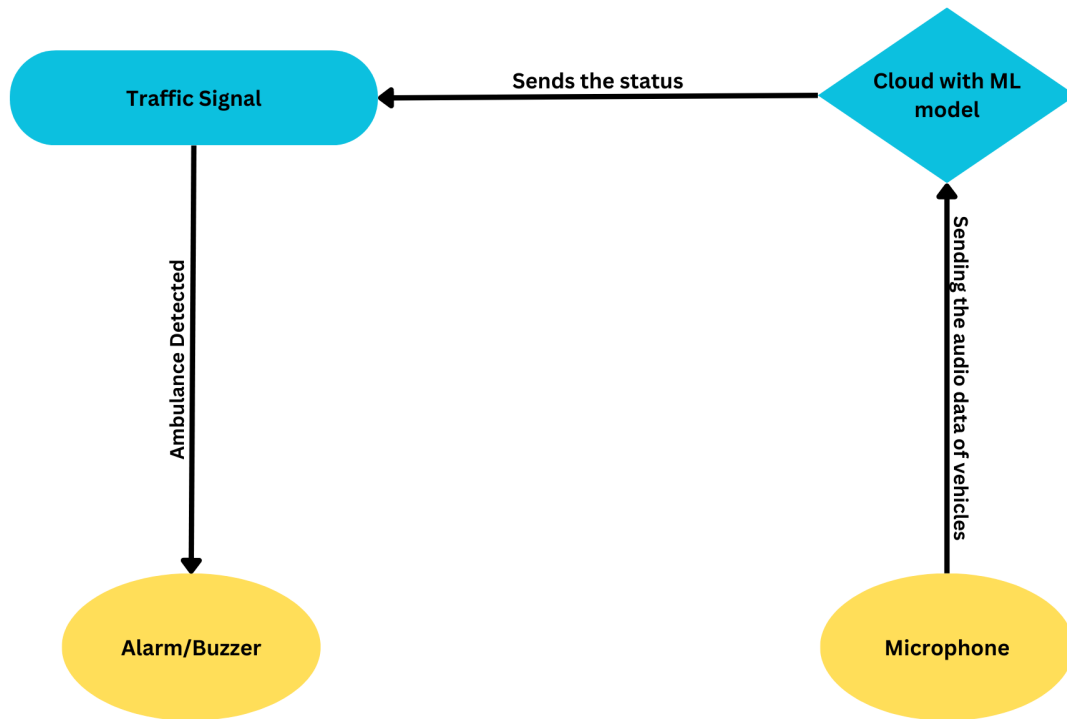 Traffic Signal
Sends the status
Cloud with ML
model
Ambulance Detected
Sending the audio data of vehicles
Alarm/Buzzer
Microphone